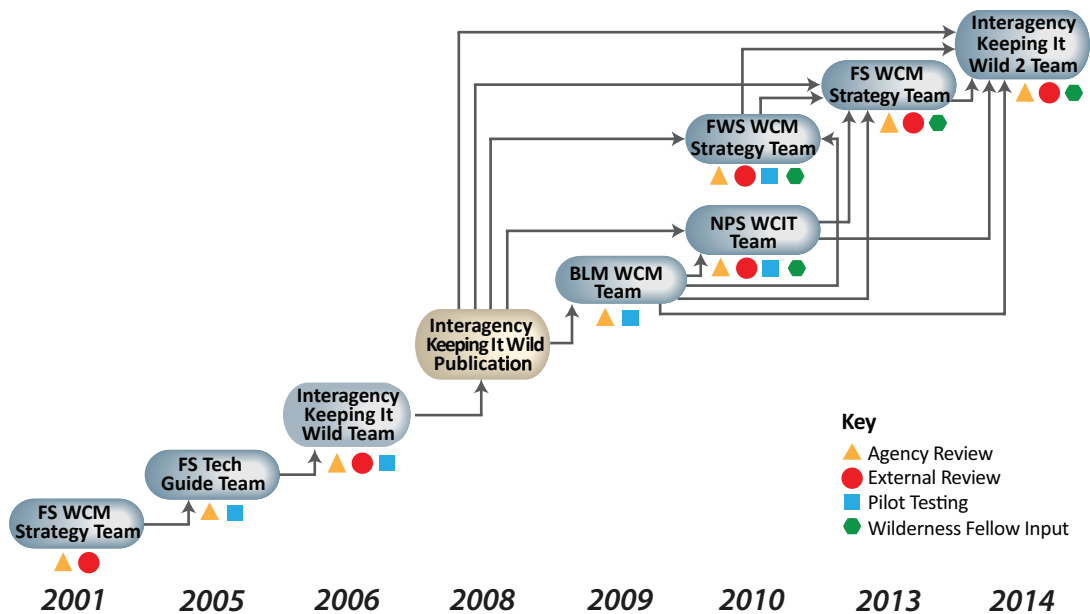 Interagency
Keeping It
Wild 2 Team
FS WCM
Strategy Team
FWS WCM
Strategy Team
NPS WCIT
Team
BLM WCM
Team
Interagency
Keeping It Wild
Publication
Interagency
Keeping It
Wild Team
FS Tech
Guide Team
FS WCM
Strategy Team
Key
Agency Review
External Review
Pilot Testing
Wilderness Fellow Input
2001 2005 2006 2008 2009 2010 2013 2014